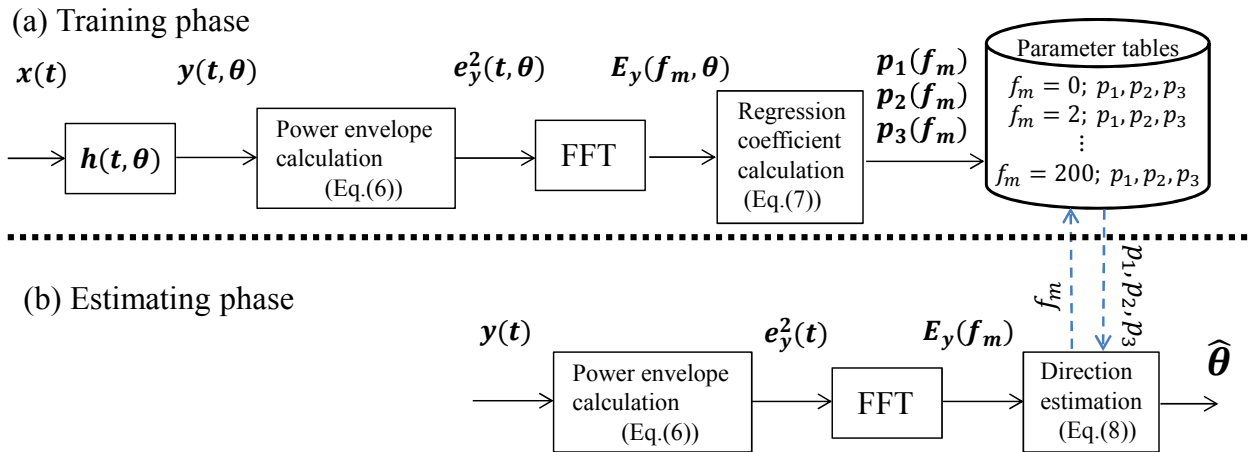 (a) Training phase
x(t)
y(t, θ)
e_y^2(t, θ)
E_y(f_m, θ)
p_1(f_m)
p_2(f_m)
p_3(f_m)
h(t, θ)
Power envelope
calculation
(Eq.(6))
FFT
Regression
coefficient
calculation
(Eq.(7))
Parameter tables
f_m = 0; p_1, p_2, p_3
f_m = 2; p_1, p_2, p_3
⋮
f_m = 200; p_1, p_2, p_3
f_m
p_1, p_2, p_3
(b) Estimating phase
y(t)
e_y^2(t)
E_y(f_m)
θ̂
Power envelope
calculation
(Eq.(6))
FFT
Direction
estimation
(Eq.(8))